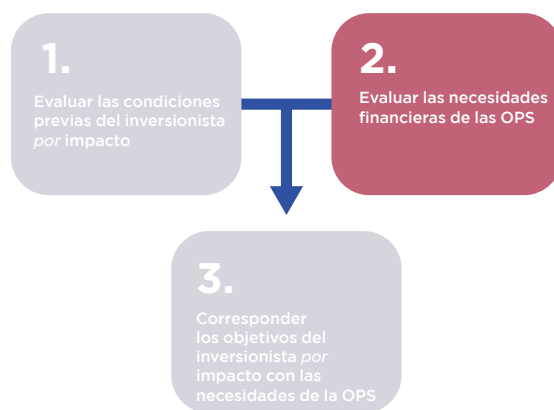 1.
Evaluar las condiciones
previas del inversionista
por impacto
2.
Evaluar las necesidades
financieras de las OPS
3.
Corresponder
los objetivos del
inversionista por
impacto con las
necesidades de la OPS